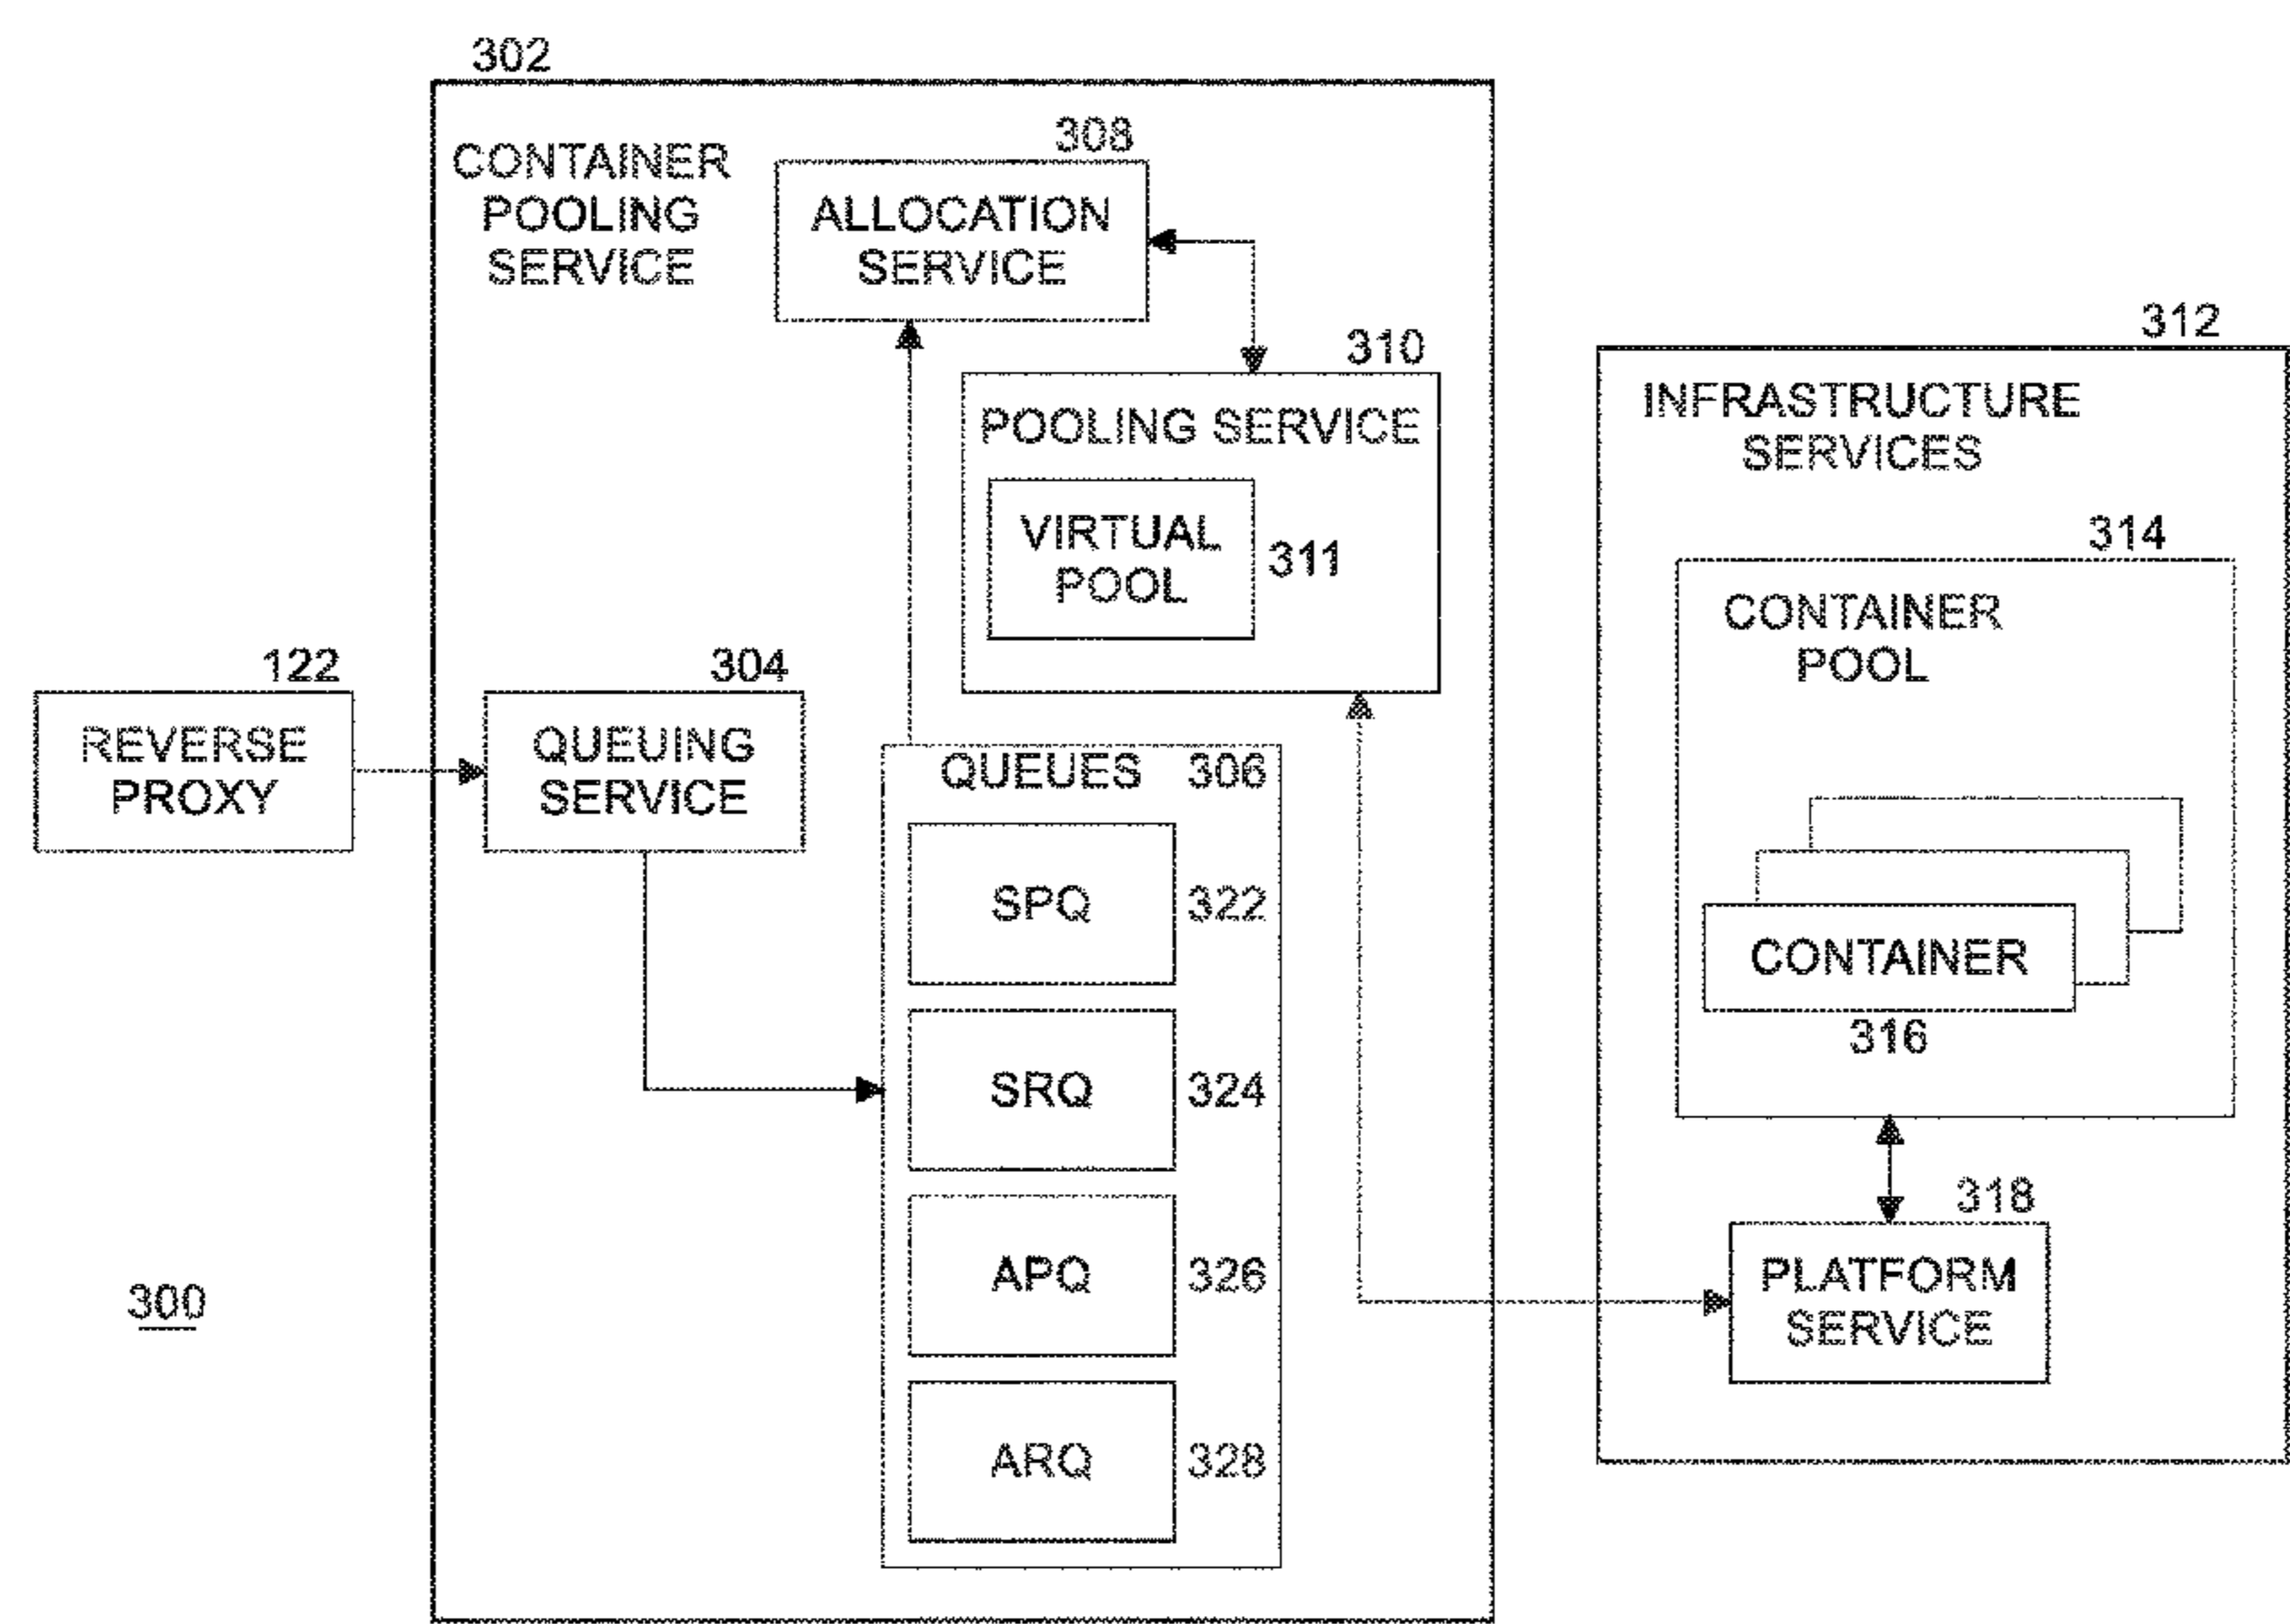 302
CONTAINER
POOLING
SERVICE
308
ALLOCATION
SERVICE
310
POOLING SERVICE
VIRTUAL
POOL
311
312
INFRASTRUCTURE
SERVICES
314
CONTAINER
POOL
CONTAINER
316
318
PLATFORM
SERVICE
122
REVERSE
PROXY
304
QUEUING
SERVICE
QUEUES 306
SPQ 322
SRQ 324
APQ 326
ARQ 328
300